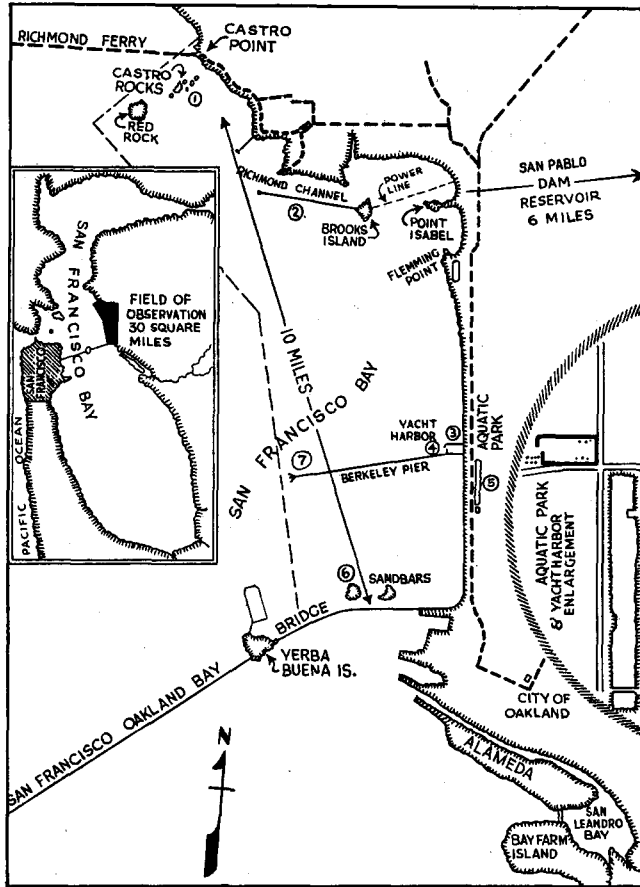 RICHMOND FERRY
CASTRO
POINT
CASTRO
ROCKS
①
RED
ROCK
RICHMOND CHANNEL
②
POWER
LINE
BROOKS
ISLAND
POINT
ISABEL
SAN PABLO
DAM
RESERVOIR
6 MILES
FLEMMING
POINT
SAN FRANCISCO BAY
FIELD OF
OBSERVATION
30 SQUARE
MILES
SAN
FRANCISCO
PACIFIC OCEAN
10 MILES
SAN FRANCISCO BAY
YACHT
HARBOR
③
④
AQUATIC PARK
⑤
⑦
BERKELEY PIER
AQUATIC PARK
& YACHT HARBOR
ENLARGEMENT
⑥
SANDBARS
SAN FRANCISCO OAKLAND BAY BRIDGE
YERBA
BUENA IS.
CITY OF
OAKLAND
N
ALAMEDA
SAN
LEANDRO
BAY
BAY FARM
ISLAND